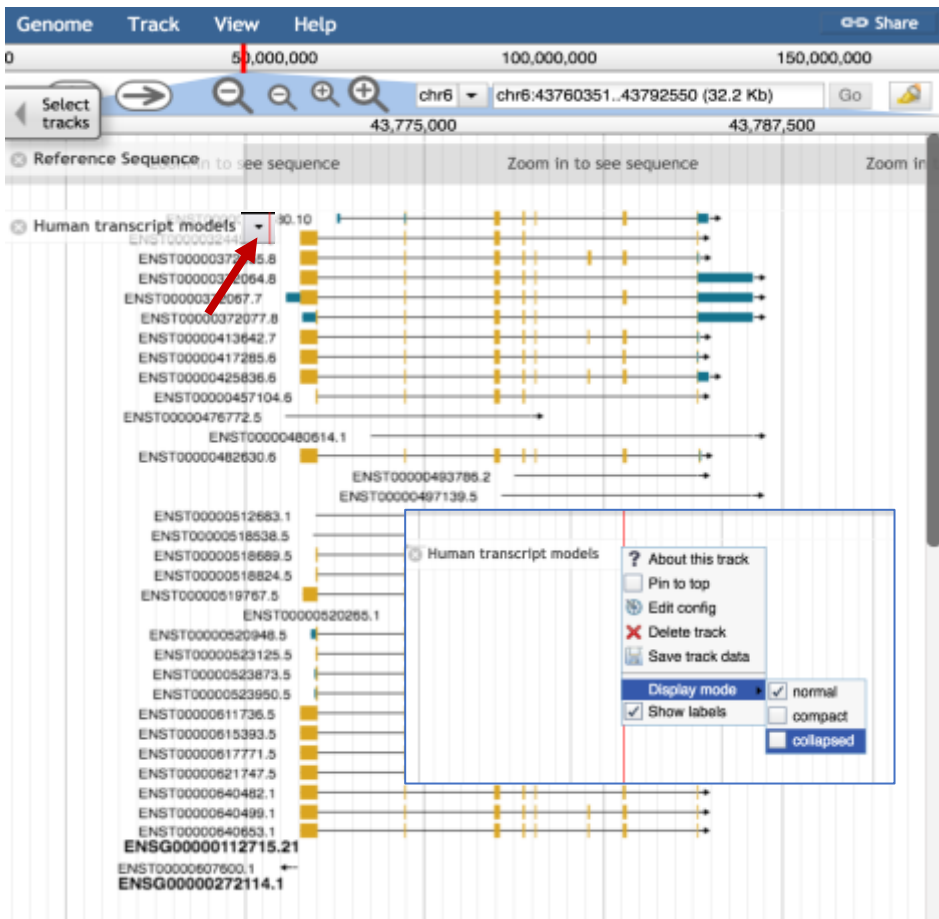 Genome Track View Help Share
0 50,000,000 100,000,000 150,000,000
chr6 chr6:43760351..43792550 (32.2 Kb) Go
Select
tracks
43,775,000 43,787,500
Reference Sequence to see sequence Zoom in to see sequence Zoom in
Human transcript models
ENST00000372064.8
ENST00000372067.7
ENST00000372077.8
ENST00000413642.7
ENST00000417285.6
ENST00000425836.6
ENST00000457104.6
ENST00000476772.5
ENST00000480614.1
ENST00000482630.6
ENST00000493786.2
ENST00000497139.5
ENST00000512683.1
ENST00000518538.5
ENST00000518689.5
ENST00000518824.5
ENST00000519767.5
ENST00000520265.1
ENST00000520948.5
ENST00000523125.5
ENST00000523873.5
ENST00000523950.5
ENST00000611736.5
ENST00000615393.5
ENST00000617771.5
ENST00000621747.5
ENST00000640482.1
ENST00000640499.1
ENST00000640653.1
ENSG00000112715.21
ENST00000607600.1
ENSG00000272114.1
Human transcript models
? About this track
Pin to top
Edit config
Delete track
Save track data
Display mode
Show labels
normal
compact
collapsed